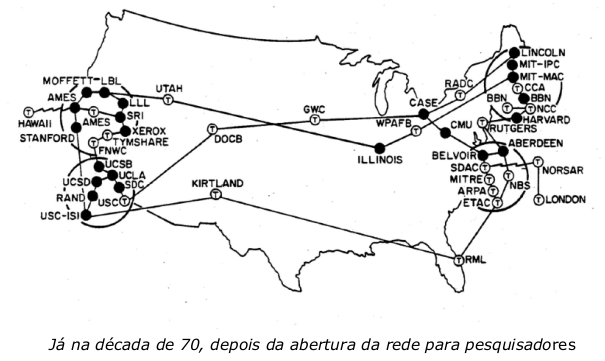 LINCOLN
MOFFETT-LBL
MIT-IPC
RADC
MIT-MAC
UTAH
CCA
AMES
LLL
CASE
BBN
BBN
GWC
NCC
AMES
SRI
WPAFB
HARVARD
HAWAII
RUTGERS
STANFORD
XEROX
CMU
TYMSHARE
DOCB
ABERDEEN
FNWC
ILLINOIS
BELVOIR
UCSB
SDAC
NORSAR
UCLA
UCSD
SDC
KIRTLAND
MITRE
NBS
RAND
ARPA
USC
ETAC
LONDON
USC-ISI
RML
T T T T T T T T T T T T T T T T T T T T T T T
Já na década de 70, depois da abertura da rede para pesquisadores